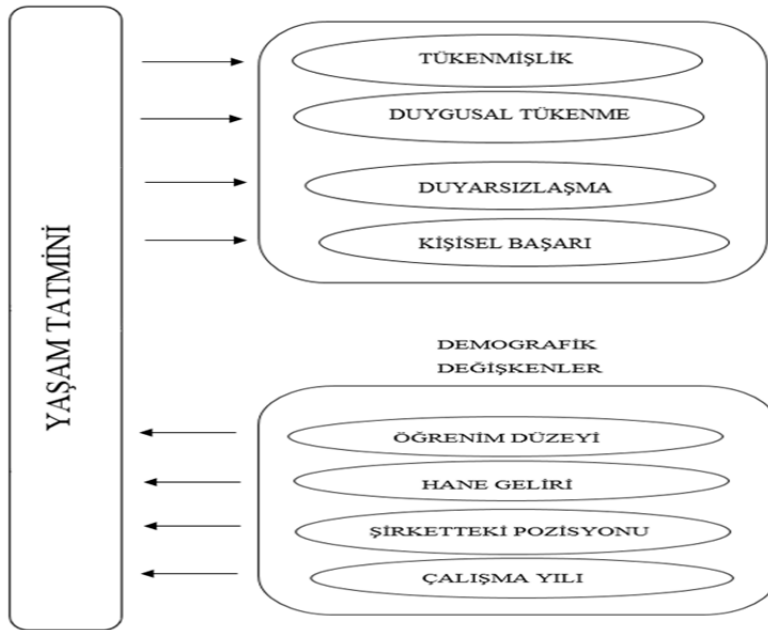 YAŞAM TATMİNİ
TÜKENMİŞLİK
DUYGUSAL TÜKENME
DUYARSIZLAŞMA
KİŞİSEL BAŞARI
DEMOGRAFİK
DEĞİŞKENLER
ÖĞRENİM DÜZEYİ
HANE GELİRİ
ŞİRKETTEKİ POZİSYONU
ÇALIŞMA YILI